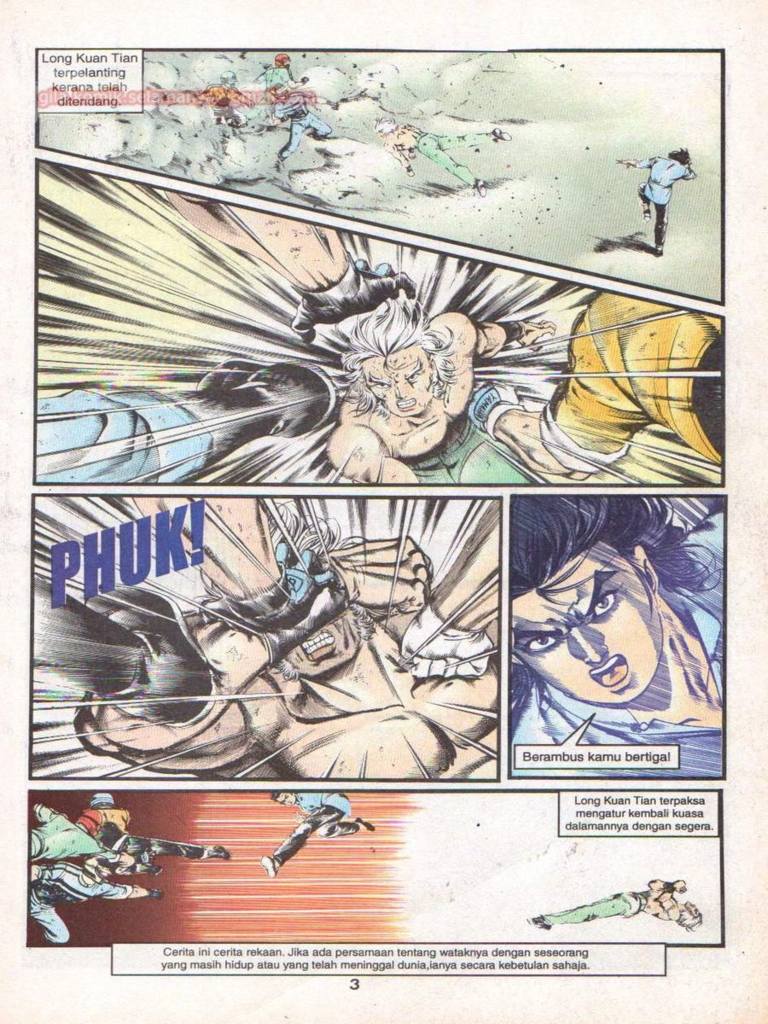 Long Kuan Tian
terpelanting
kerana telah
ditendang.
PHUK!
Berambus kamu bertiga!
Long Kuan Tian terpaksa
mengatur kembali kuasa
dalamannya dengan segera.
Cerita ini cerita rekaan. Jika ada persamaan tentang wataknya dengan seseorang
yang masih hidup atau yang telah meninggal dunia,ianya secara kebetulan sahaja.
3